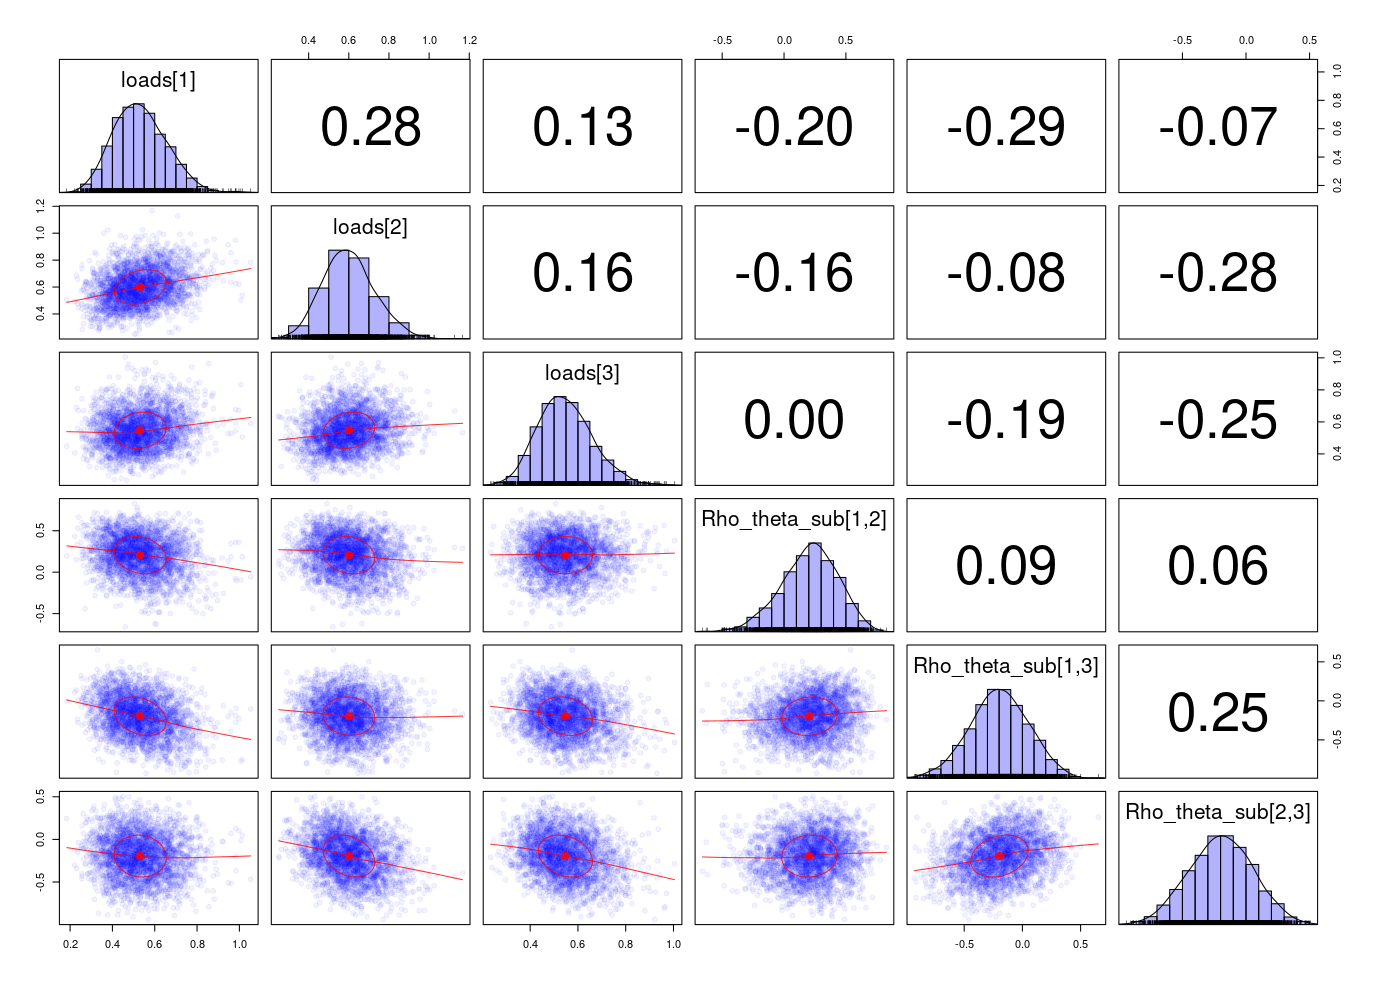 0.4 0.6 0.8 1.0 1.2 -0.5 0.0 0.5 -0.5 0.0 0.5
loads[1] 0.28 0.13 -0.20 -0.29 -0.07 0.2 0.4 0.6 0.8 1.0
0.4 0.6 0.8 1.0 1.2 loads[2] 0.16 -0.16 -0.08 -0.28
loads[3] 0.00 -0.19 -0.25 0.4 0.6 0.8 1.0
-0.5 0.0 0.5 Rho_theta_sub[1,2] 0.09 0.06
Rho_theta_sub[1,3] 0.25 -0.5 0.0 0.5
-0.5 0.0 0.5 Rho_theta_sub[2,3]
0.2 0.4 0.6 0.8 1.0 0.4 0.6 0.8 1.0 -0.5 0.0 0.5